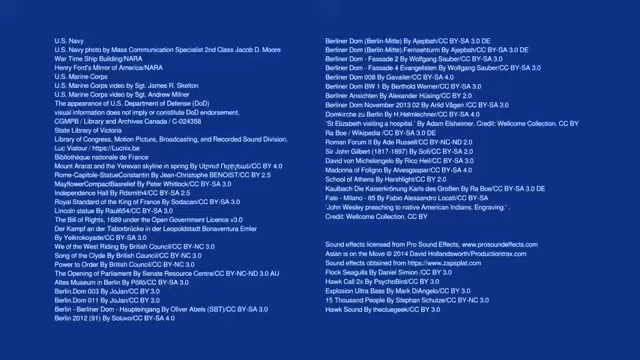 U.S. Navy
U.S. Navy photo by Mass Communication Specialist 2nd Class Jacob D. Moore
War Time Ship Building/NARA
Henry Ford's Mirror of America/NARA
U.S. Marine Corps
U.S. Marine Corps video by Sgt. James R. Skelton
U.S. Marine Corps video by Sgt. Andrew Milner
The appearance of U.S. Department of Defense (DoD)
visual information does not imply or constitute DoD endorsement.
CGMPB / Library and Archives Canada / C-024358
State Library of Victoria
Library of Congress, Motion Picture, Broadcasting, and Recorded Sound Division.
Luc Viatour / https://Lucnix.be
Bibliothèque nationale de France
Mount Ararat and the Yerevan skyline in spring By Սէրուժ Ուրիշեան/CC BY 4.0
Rome-Capitole-StatueConstantin By Jean-Christophe BENOIST/CC BY 2.5
MayflowerCompactBasrelief By Peter Whitlock/CC BY-SA 3.0
Independence Hall By Rdsmith4/CC BY-SA 2.5
Royal Standard of the King of France By Sodacan/CC BY-SA 3.0
Lincoln statue By Raul654/CC BY-SA 3.0
The Bill of Rights, 1689 under the Open Government Licence v3.0
Der Kampf an der Taborbrücke in der Leopoldstadt Bonaventura Emler
By Yelkrokoyade/CC BY-SA 3.0
We of the West Riding By British Council/CC BY-NC 3.0
Song of the Clyde By British Council/CC BY-NC 3.0
Power to Order By British Council/CC BY-NC 3.0
The Opening of Parliament By Senate Resource Centre/CC BY-NC-ND 3.0 AU
Altes Museum in Berlin By Pöllö/CC BY-SA 3.0
Berlin.Dom 003 By JoJan/CC BY 3.0
Berlin.Dom 011 By JoJan/CC BY 3.0
Berlin - Berliner Dom - Haupteingang By Oliver Abels (SBT)/CC BY-SA 3.0
Berlin 2012 (91) By Soluvo/CC BY-SA 4.0
Berliner Dom (Berlin-Mitte) By Ajepbah/CC BY-SA 3.0 DE
Berliner Dom (Berlin-Mitte).Fernsehturm By Ajepbah/CC BY-SA 3.0 DE
Berliner Dom - Fassade 2 By Wolfgang Sauber/CC BY-SA 3.0
Berliner Dom - Fassade 4 Evangelisten By Wolfgang Sauber/CC BY-SA 3.0
Berliner Dom 008 By Gavailer/CC BY-SA 4.0
Berliner Dom BW 1 By Berthold Werner/CC BY-SA 3.0
Berliner Ansichten By Alexander Hüsing/CC BY 2.0
Berliner Dom November 2013 02 By Arild Vågen /CC BY-SA 3.0
Domkirche zu Berlin By H.Helmlechner/CC BY-SA 4.0
'St Elizabeth visiting a hospital.' By Adam Elsheimer. Credit: Wellcome Collection. CC BY
Ra Boe / Wikipedia /CC BY-SA 3.0 DE
Roman Forum II By Ade Russell/CC BY-NC-ND 2.0
Sir John Gilbert (1817-1897) By Sofi/CC BY-SA 2.0
David von Michelangelo By Rico Heil/CC BY-SA 3.0
Madonna of Foligno By Alvesgaspar/CC BY-SA 4.0
School of Athens By Harshlight/CC BY 2.0
Kaulbach Die Kaiserkrönung Karls des Großen By Ra Boe/CC BY-SA 3.0 DE
Fale - Milano - 85 By Fabio Alessandro Locati/CC BY-SA
'John Wesley preaching to native American Indians. Engraving.' .
Credit: Wellcome Collection. CC BY
Sound effects licensed from Pro Sound Effects, www.prosoundeffects.com
Asian is on the Move © 2014 David Hollandsworth/Productiontrax.com
Sound effects obtained from https://www.zapsplat.com
Flock Seagulls By Daniel Simion /CC BY 3.0
Hawk Call 2x By PsychoBird/CC BY 3.0
Explosion Ultra Bass By Mark DiAngelo/CC BY 3.0
15 Thousand People By Stephan Schutze/CC BY-NC 3.0
Hawk Sound By thecluegeek/CC BY 3.0